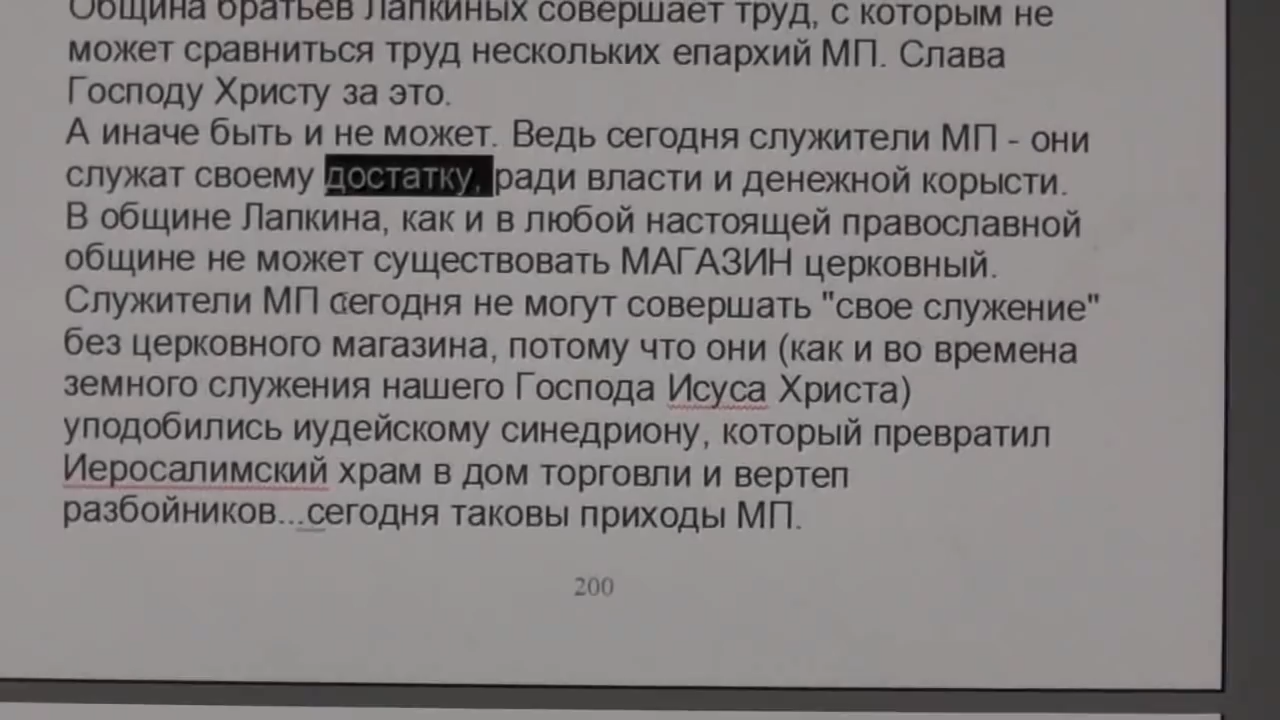 Община братьев Лапкиных совершает труд, с которым не
может сравниться труд нескольких епархий МП. Слава
Господу Христу за это.
А иначе быть и не может. Ведь сегодня служители МП - они
служат своему достатку, ради власти и денежной корысти.
В общине Лапкина, как и в любой настоящей православной
общине не может существовать МАГАЗИН церковный.
Служители МП сегодня не могут совершать "свое служение"
без церковного магазина, потому что они (как и во времена
земного служения нашего Господа Исуса Христа)
уподобились иудейскому синедриону, который превратил
Иеросалимский храм в дом торговли и вертеп
разбойников...сегодня таковы приходы МП.
200